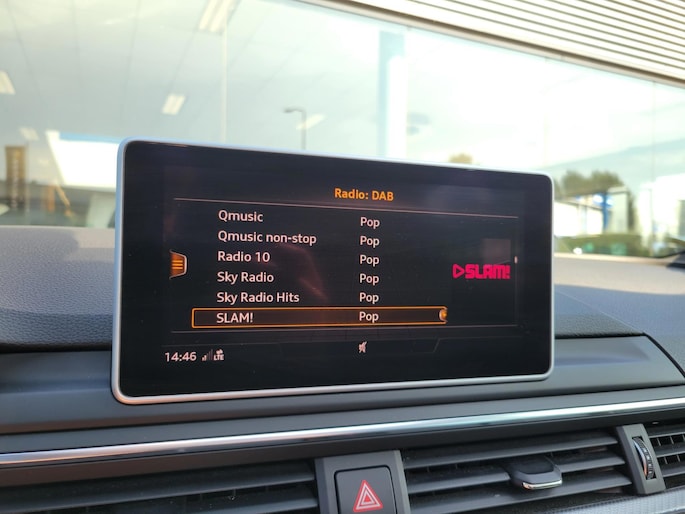 Radio: DAB
Qmusic Pop
Qmusic non-stop Pop
Radio 10 Pop
Sky Radio Pop
Sky Radio Hits Pop
SLAM! Pop
SLAM!
14:46 LTE